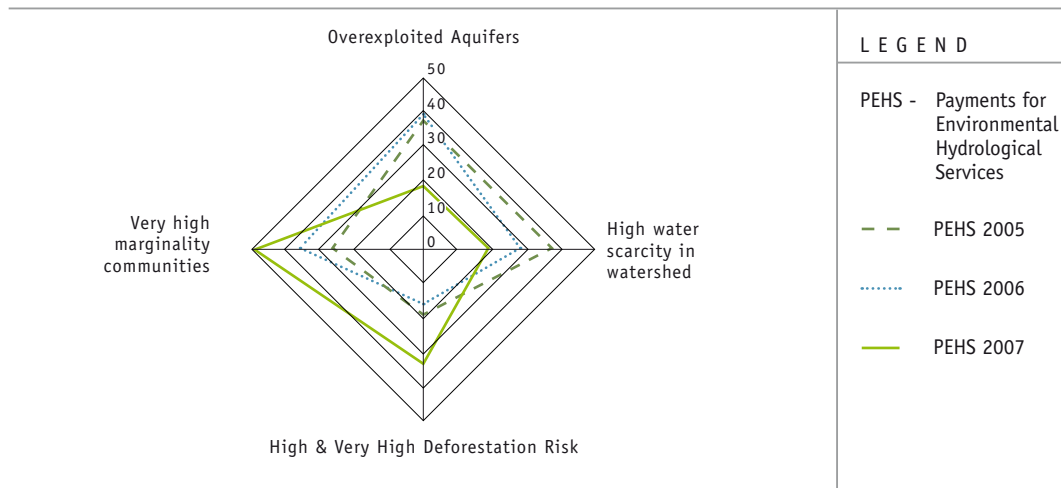 Overexploited Aquifers
50
40
30
20
10
0
Very high
marginality
communities
High water
scarcity in
watershed
High & Very High Deforestation Risk
LEGEND
PEHS - Payments for
Environmental
Hydrological
Services
PEHS 2005
PEHS 2006
PEHS 2007